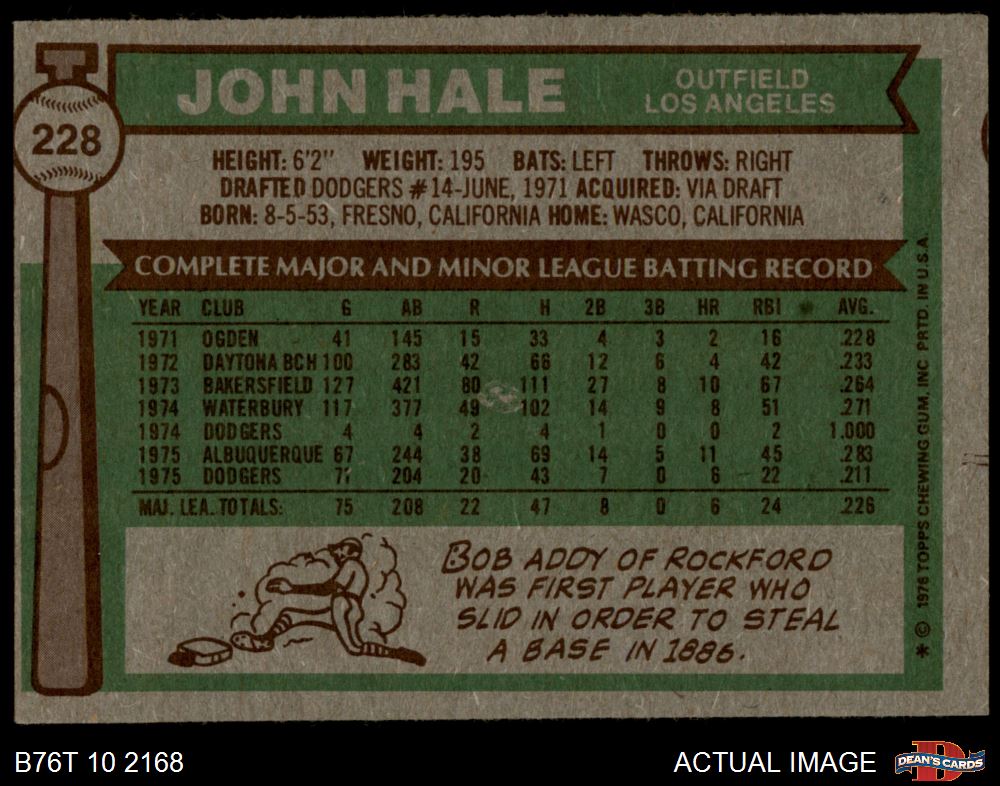 JOHN HALE
OUTFIELD
LOS ANGELES
228
HEIGHT: 6'2" WEIGHT: 195 BATS: LEFT THROWS: RIGHT
DRAFTED DODGERS #14-JUNE, 1971 ACQUIRED: VIA DRAFT
BORN: 8-5-53, FRESNO, CALIFORNIA HOME: WASCO, CALIFORNIA
COMPLETE MAJOR AND MINOR LEAGUE BATTING RECORD
YEAR CLUB G AB R H 2B 3B HR RBI AVG.
1971 OGDEN 41 145 15 33 4 3 2 16 .228
1972 DAYTONA BCH 100 283 42 66 12 6 4 42 .233
1973 BAKERSFIELD 127 421 80 111 27 8 10 67 .264
1974 WATERBURY 117 377 49 102 14 9 8 51 .271
1974 DODGERS 4 4 2 4 1 0 0 2 1.000
1975 ALBUQUERQUE 67 244 38 69 14 5 11 45 .283
1975 DODGERS 71 204 20 43 7 0 6 22 .211
MAJ. LEA. TOTALS: 75 208 22 47 8 0 6 24 .226
BOB ADDY OF ROCKFORD
WAS FIRST PLAYER WHO
SLID IN ORDER TO STEAL
A BASE IN 1886.
* © 1976 TOPPS CHEWING GUM, INC. PRTD. IN U.S.A.
B76T 10 2168
ACTUAL IMAGE
D
DEAN'S CARDS